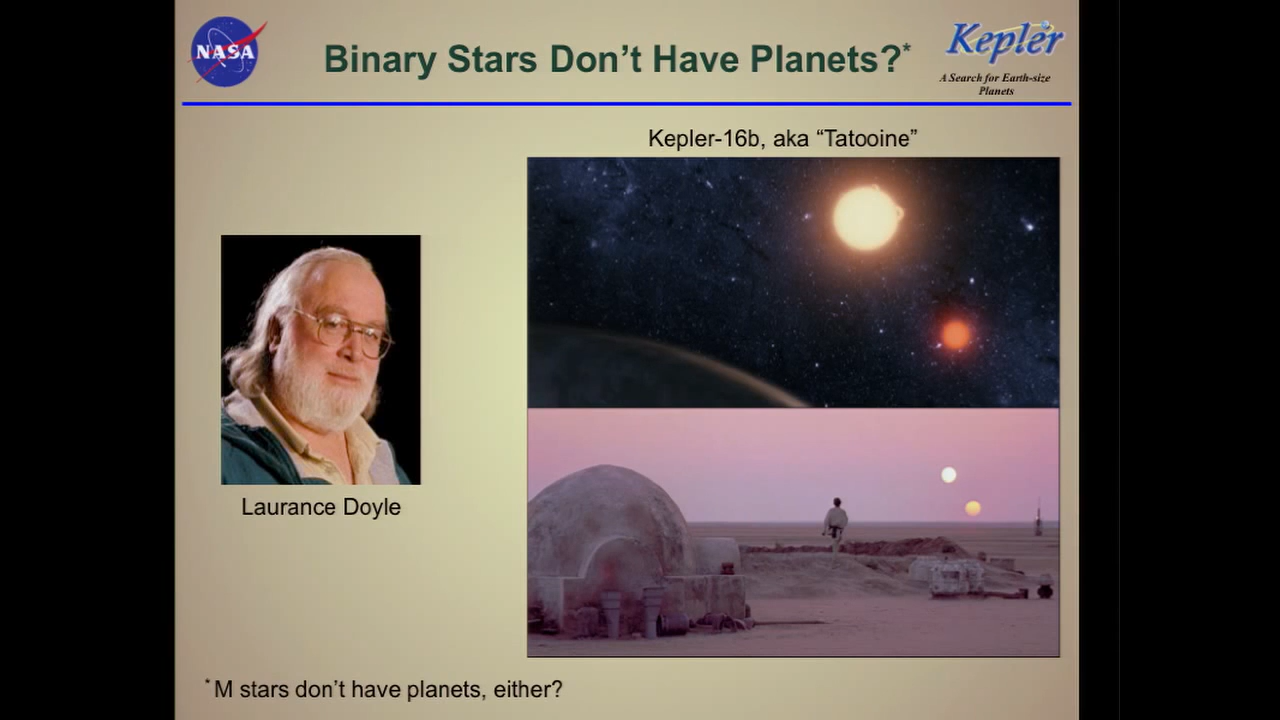 NASA
Binary Stars Don’t Have Planets?*
Kepler
A Search for Earth-size
Planets
Kepler-16b, aka “Tatooine”
Laurance Doyle
*M stars don’t have planets, either?